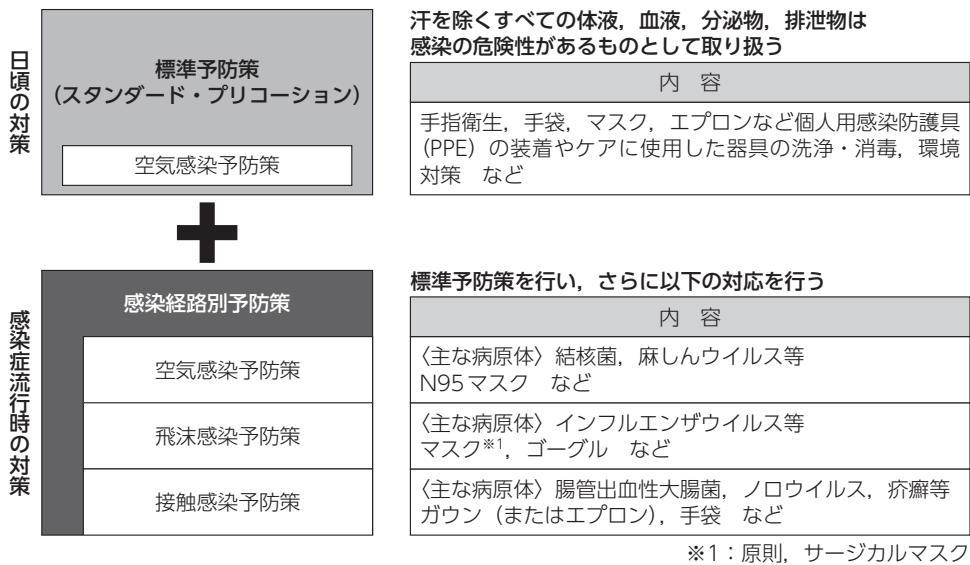 日頃の対策
標準予防策
（スタンダード・プリコーション）
空気感染予防策
汗を除くすべての体液，血液，分泌物，排泄物は
感染の危険性があるものとして取り扱う
内　容
手指衛生，手袋，マスク，エプロンなど個人用感染防護具
（PPE）の装着やケアに使用した器具の洗浄・消毒，環境
対策　など
感染症流行時の対策
感染経路別予防策
空気感染予防策
飛沫感染予防策
接触感染予防策
標準予防策を行い，さらに以下の対応を行う
内　容
〈主な病原体〉結核菌，麻しんウイルス等
N95マスク　など
〈主な病原体〉インフルエンザウイルス等
マスク※1，ゴーグル　など
〈主な病原体〉腸管出血性大腸菌，ノロウイルス，疥癬等
ガウン（またはエプロン），手袋　など
※1：原則，サージカルマスク